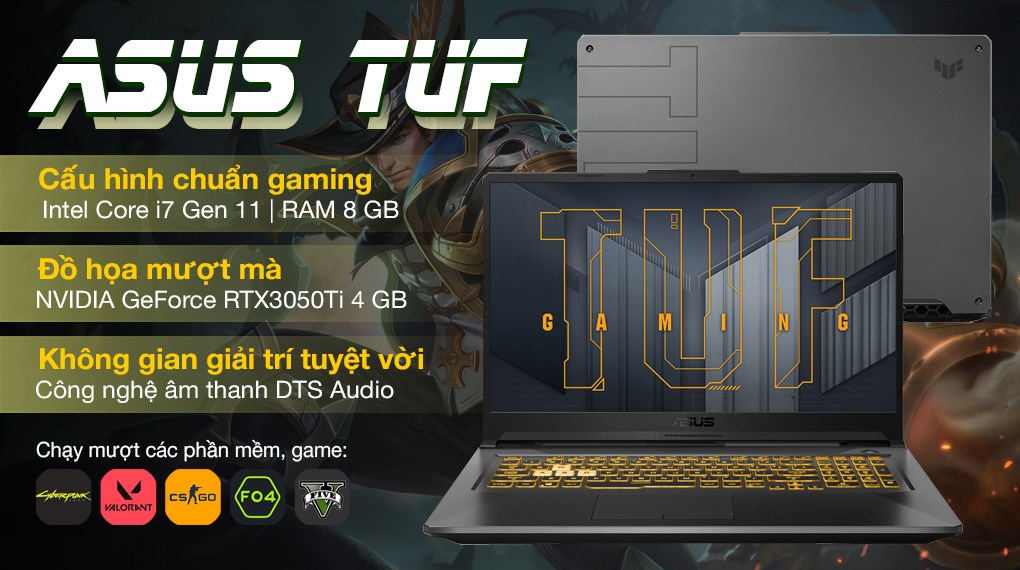 ASUS TUF
Cấu hình chuẩn gaming
Intel Core i7 Gen 11 | RAM 8 GB
Đồ họa mượt mà
NVIDIA GeForce RTX3050Ti 4 GB
Không gian giải trí tuyệt vời
Công nghệ âm thanh DTS Audio
Chạy mượt các phần mềm, game:
Cyberpunk
VALORANT
CS GO
FO4
V
FIVE
TUF
GAMING
ASUS